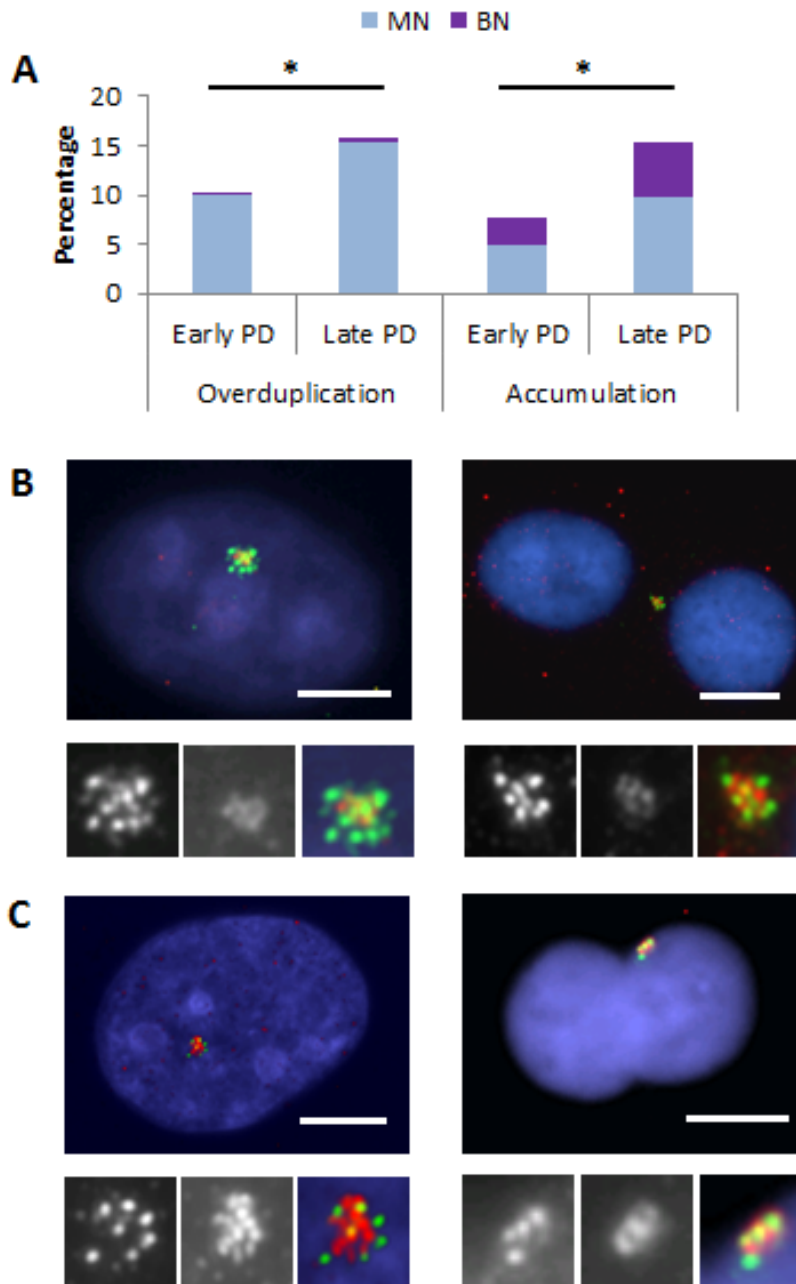 MN BN
A
*
*
Percentage
20
15
10
5
0
Early PD
Late PD
Early PD
Late PD
Overduplication
Accumulation
B
C